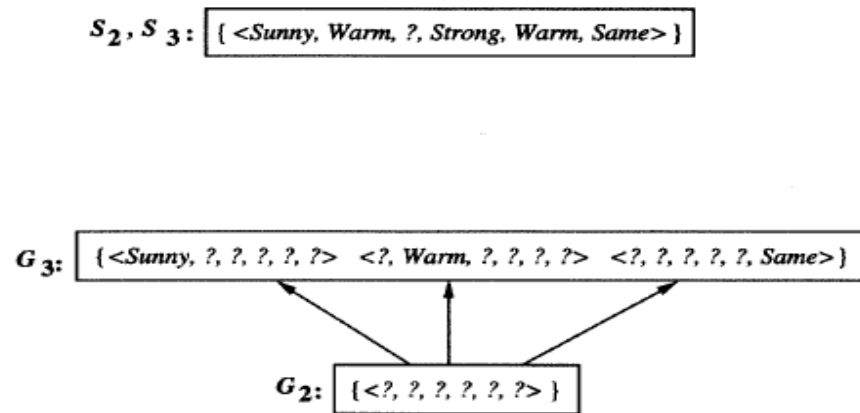 S2, S3: { <Sunny, Warm, ?, Strong, Warm, Same> }
G3: { <Sunny, ?, ?, ?, ?, ?> <?, Warm, ?, ?, ?, ?> <?, ?, ?, ?, ?, Same> }
G2: { <?, ?, ?, ?, ?, ?> }